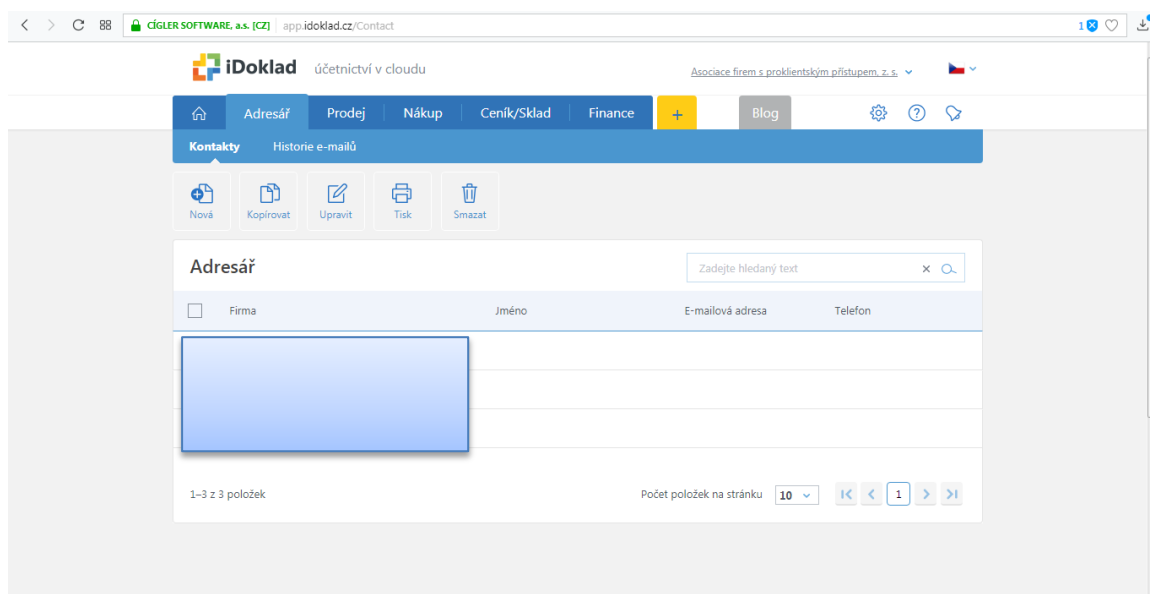 CÍGLER SOFTWARE, a.s. [CZ] app.idoklad.cz/Contact 1
iDoklad účetnictví v cloudu Asociace firem s proklientským přístupem, z. s.
Adresář Prodej Nákup Ceník/Sklad Finance + Blog ?
Kontakty Historie e-mailů
Nová Kopírovat Upravit Tisk Smazat
Adresář Zadejte hledaný text
Firma Jméno E-mailová adresa Telefon
1–3 z 3 položek Počet položek na stránku 10 1